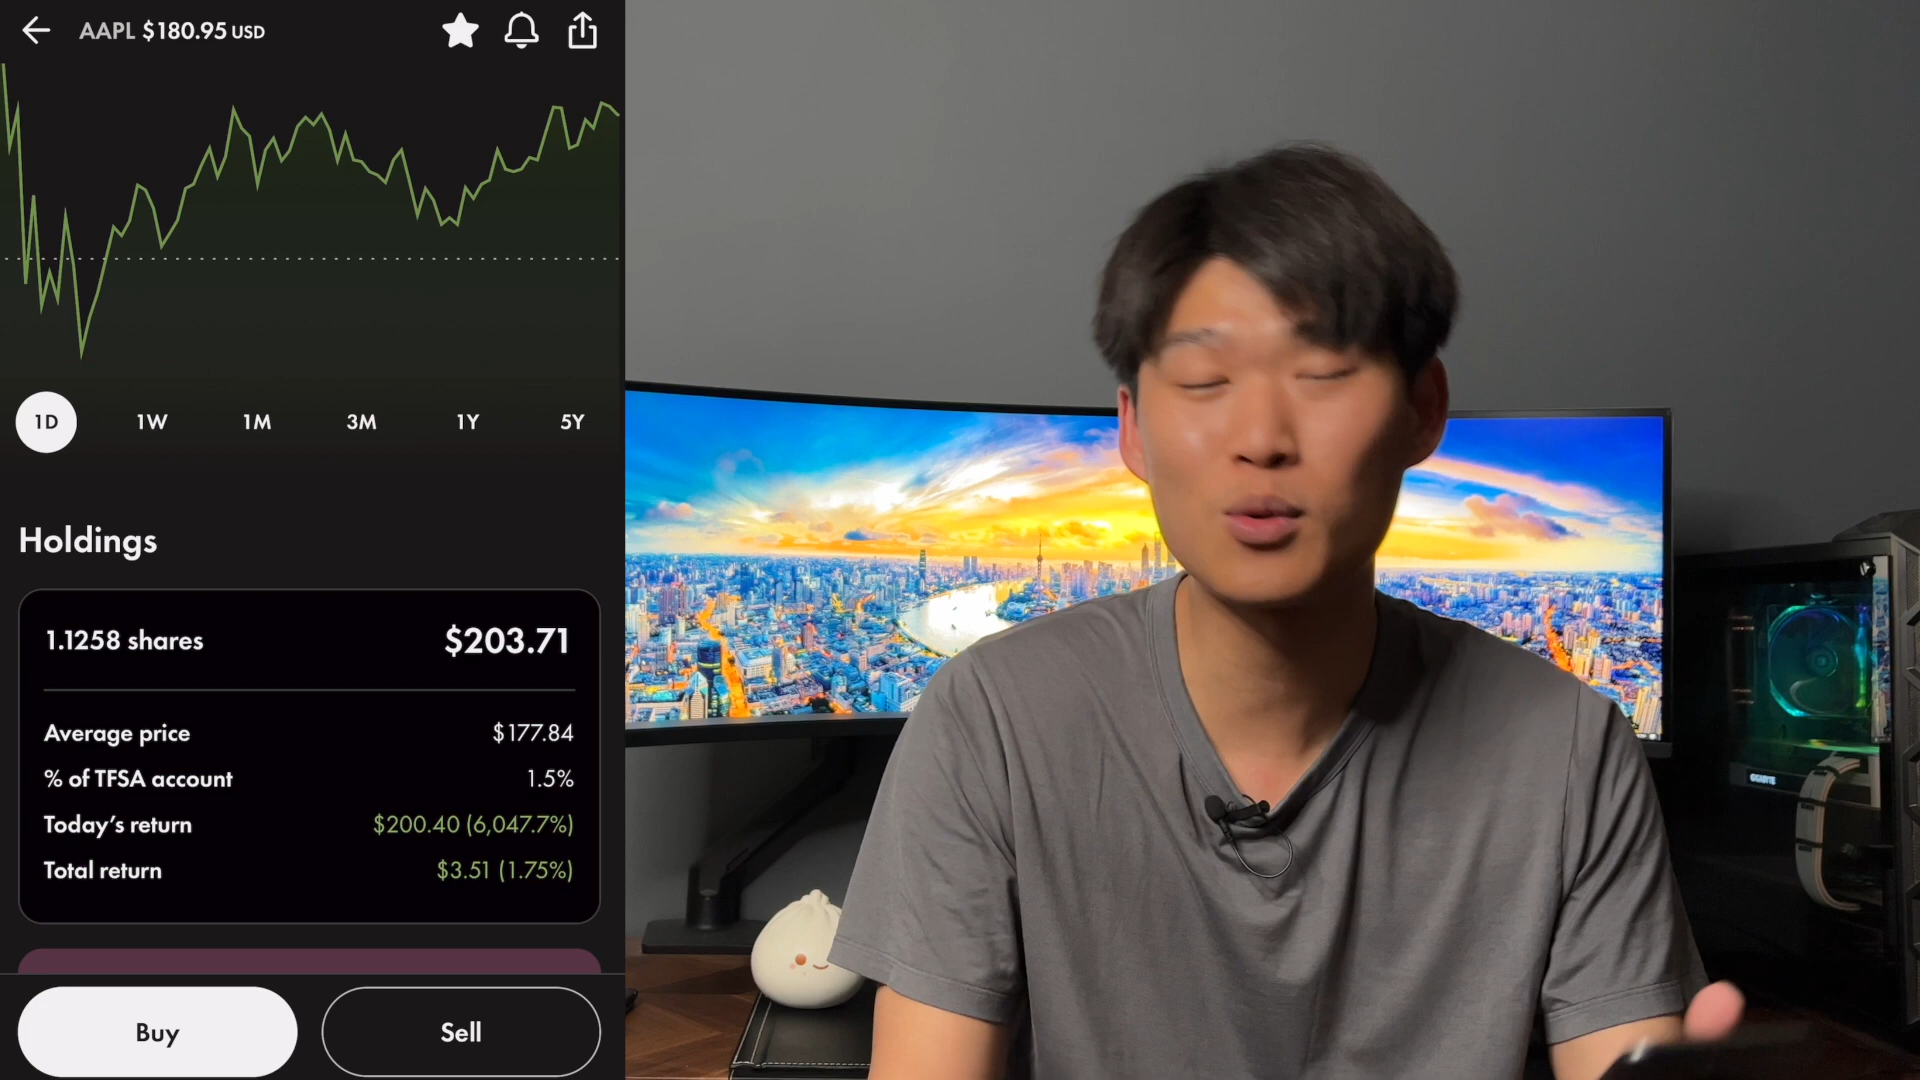 AAPL $180.95 USD
1D 1W 1M 3M 1Y 5Y
Holdings
1.1258 shares $203.71
Average price $177.84
% of TFSA account 1.5%
Today's return $200.40 (6,047.7%)
Total return $3.51 (1.75%)
Buy Sell
GIGABYTE